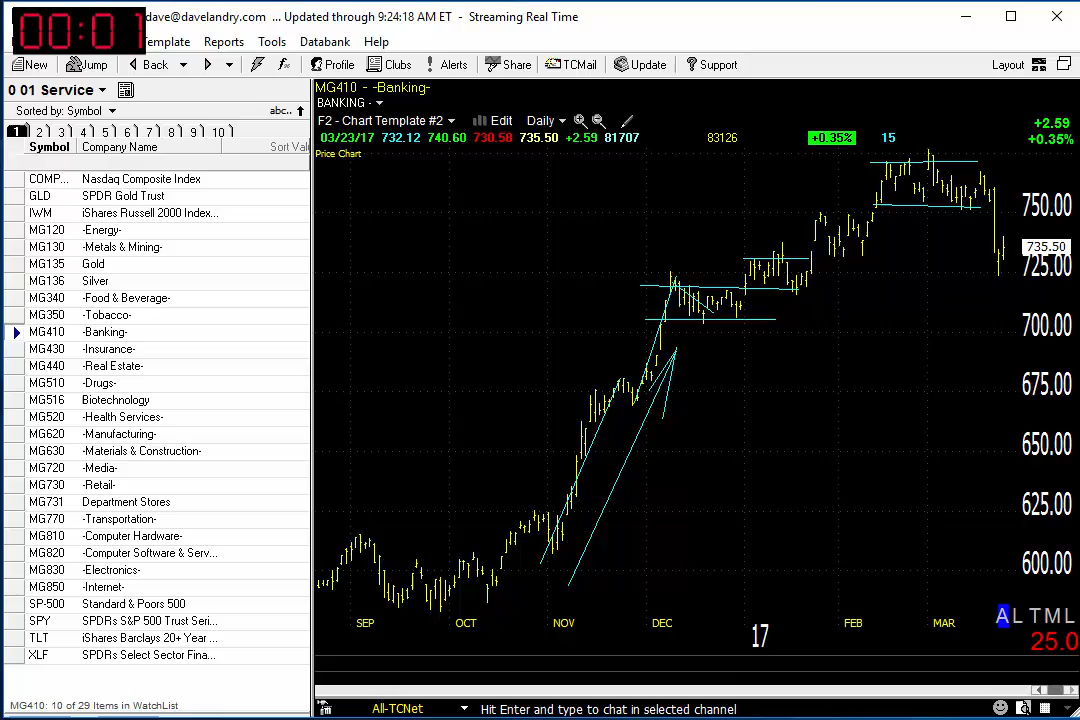 00:01
dave@davelandry.com ... Updated through 9:24:18 AM ET - Streaming Real Time
Template Reports Tools Databank Help
New Jump Back Profile Clubs Alerts Share TCMail Update Support Layout
0 01 Service
Sorted by: Symbol abc..
1 2 3 4 5 6 7 8 9 10
Symbol Company Name Sort Val
COMP... Nasdaq Composite Index
GLD SPDR Gold Trust
IWM iShares Russell 2000 Index...
MG120 -Energy-
MG130 -Metals & Mining-
MG135 Gold
MG136 Silver
MG340 -Food & Beverage-
MG350 -Tobacco-
MG410 -Banking-
MG430 -Insurance-
MG440 -Real Estate-
MG510 -Drugs-
MG516 Biotechnology
MG520 -Health Services-
MG620 -Manufacturing-
MG630 -Materials & Construction-
MG720 -Media-
MG730 -Retail-
MG731 Department Stores
MG770 -Transportation-
MG810 -Computer Hardware-
MG820 -Computer Software & Serv...
MG830 -Electronics-
MG850 -Internet-
SP-500 Standard & Poors 500
SPY SPDRs S&P 500 Trust Seri...
TLT iShares Barclays 20+ Year ...
XLF SPDRs Select Sector Fina...
MG410: 10 of 29 Items in WatchList
MG410 - -Banking-
BANKING -
F2 - Chart Template #2 Edit Daily
03/23/17 732.12 740.60 730.58 735.50 +2.59 81707 83126 +0.35% 15
+2.59
+0.35%
Price Chart
750.00
735.50
725.00
700.00
675.00
650.00
625.00
600.00
SEP OCT NOV DEC 17 FEB MAR
A L T M L
25.0
All-TCNet Hit Enter and type to chat in selected channel